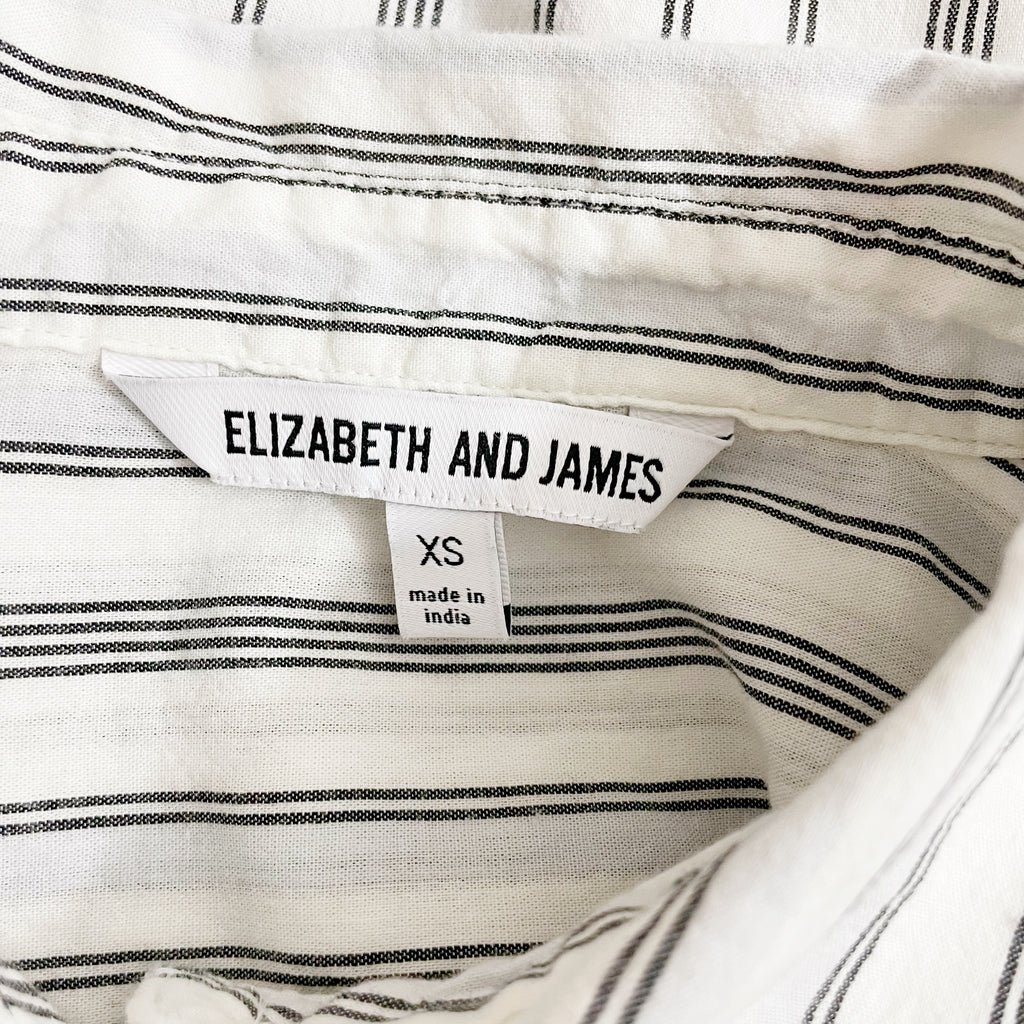 ELIZABETH AND JAMES
XS
made in
india